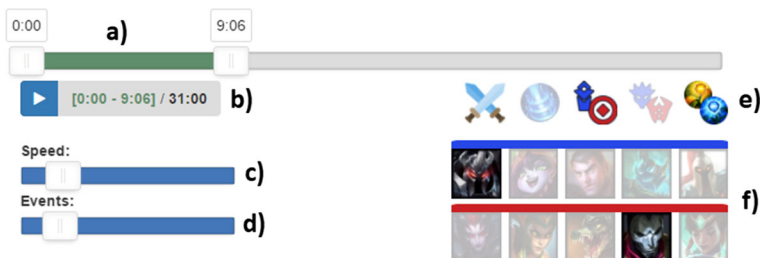 0:00 a) 9:06
[0:00 - 9:06] / 31:00 b) e)
Speed:
c)
f)
Events:
d)